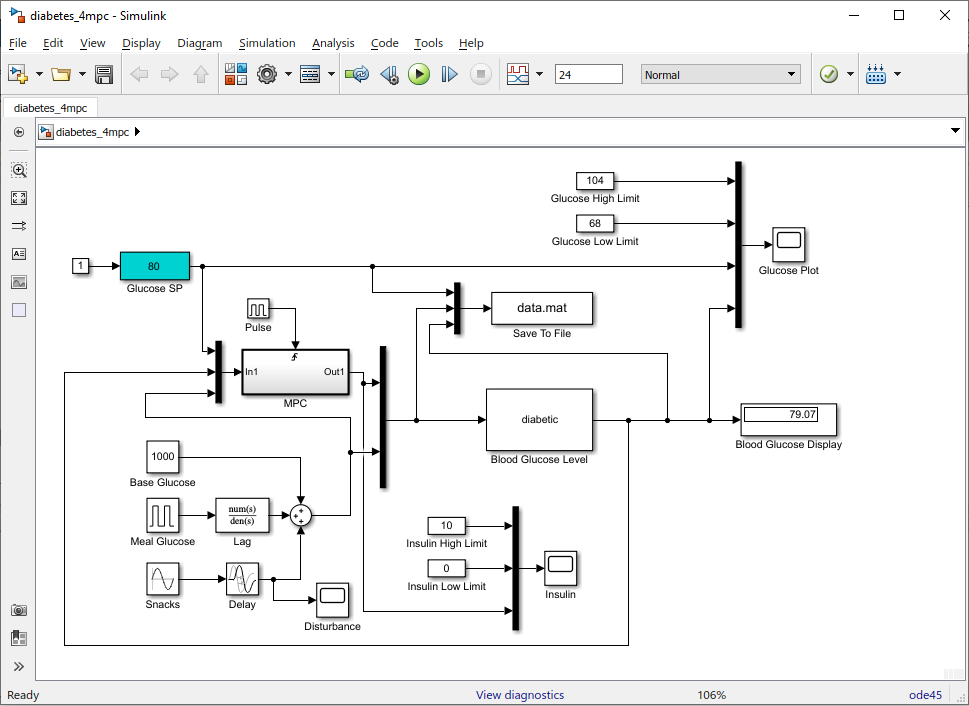 diabetes_4mpc - Simulink
File Edit View Display Diagram Simulation Analysis Code Tools Help
24
Normal
diabetes_4mpc
diabetes_4mpc
104
Glucose High Limit
68
Glucose Low Limit
Glucose Plot
1
80
Glucose SP
data.mat
Save To File
Pulse
In1
Out1
MPC
diabetic
Blood Glucose Level
79.07
Blood Glucose Display
1000
Base Glucose
Meal Glucose
num(s)
den(s)
Lag
10
Insulin High Limit
0
Insulin Low Limit
Insulin
Snacks
Delay
Disturbance
Ready
View diagnostics
106%
ode45